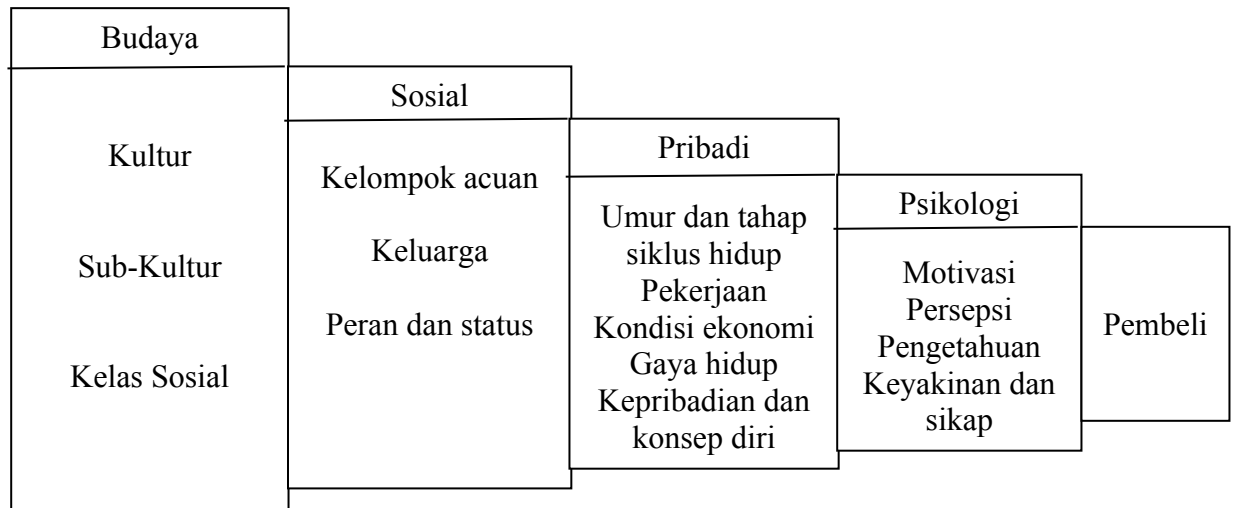 Budaya
Kultur
Sub-Kultur
Kelas Sosial
Sosial
Kelompok acuan
Keluarga
Peran dan status
Pribadi
Umur dan tahap
siklus hidup
Pekerjaan
Kondisi ekonomi
Gaya hidup
Kepribadian dan
konsep diri
Psikologi
Motivasi
Persepsi
Pengetahuan
Keyakinan dan
sikap
Pembeli